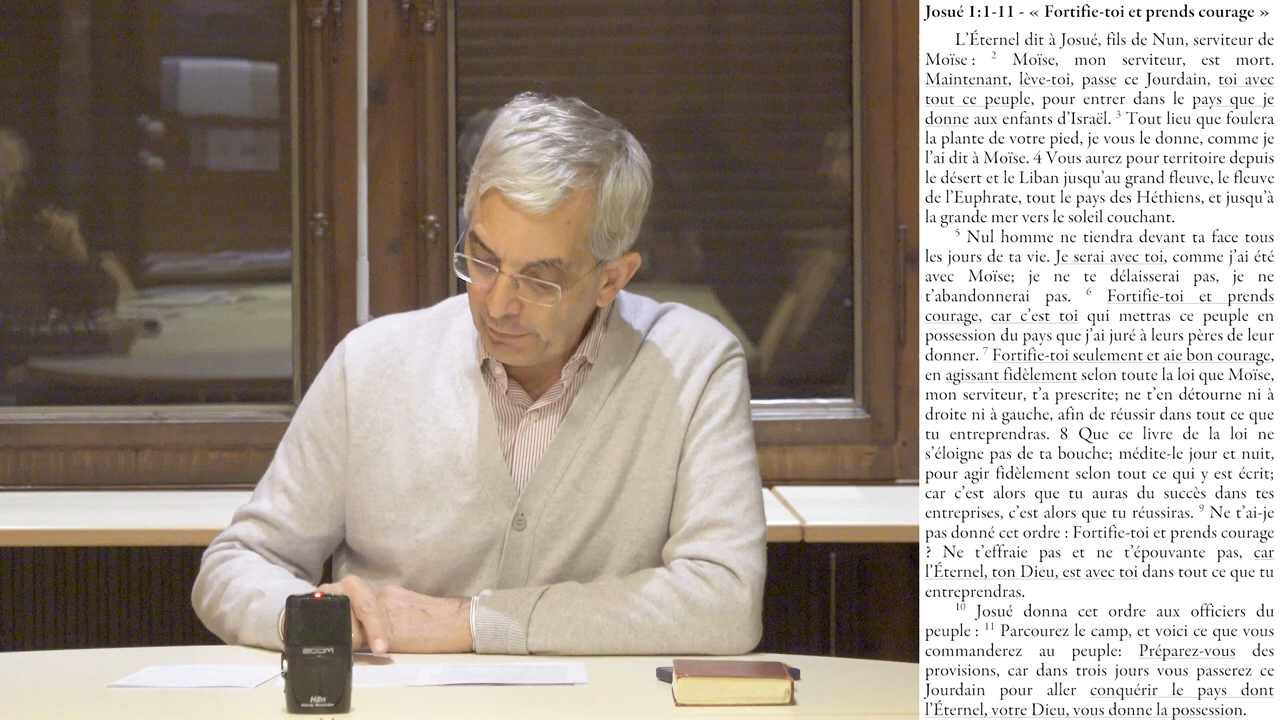 Josué 1:1-11 - « Fortifie-toi et prends courage »
L’Éternel dit à Josué, fils de Nun, serviteur de
Moïse : 2 Moïse, mon serviteur, est mort.
Maintenant, lève-toi, passe ce Jourdain, toi avec
tout ce peuple, pour entrer dans le pays que je
donne aux enfants d’Israël. 3 Tout lieu que foulera
la plante de votre pied, je vous le donne, comme je
l’ai dit à Moïse. 4 Vous aurez pour territoire depuis
le désert et le Liban jusqu’au grand fleuve, le fleuve
de l’Euphrate, tout le pays des Héthiens, et jusqu’à
la grande mer vers le soleil couchant.
5 Nul homme ne tiendra devant ta face tous
les jours de ta vie. Je serai avec toi, comme j’ai été
avec Moïse; je ne te délaisserai pas, je ne
t’abandonnerai pas. 6 Fortifie-toi et prends
courage, car c’est toi qui mettras ce peuple en
possession du pays que j’ai juré à leurs pères de leur
donner. 7 Fortifie-toi seulement et aie bon courage,
en agissant fidèlement selon toute la loi que Moïse,
mon serviteur, t’a prescrite; ne t’en détourne ni à
droite ni à gauche, afin de réussir dans tout ce que
tu entreprendras. 8 Que ce livre de la loi ne
s’éloigne pas de ta bouche; médite-le jour et nuit,
pour agir fidèlement selon tout ce qui y est écrit;
car c’est alors que tu auras du succès dans tes
entreprises, c’est alors que tu réussiras. 9 Ne t’ai-je
pas donné cet ordre : Fortifie-toi et prends courage
? Ne t’effraie pas et ne t’épouvante pas, car
l’Éternel, ton Dieu, est avec toi dans tout ce que tu
entreprendras.
10 Josué donna cet ordre aux officiers du
peuple : 11 Parcourez le camp, et voici ce que vous
commanderez au peuple: Préparez-vous des
provisions, car dans trois jours vous passerez ce
Jourdain pour aller conquérir le pays dont
l’Éternel, votre Dieu, vous donne la possession.
ZOOM
H2n